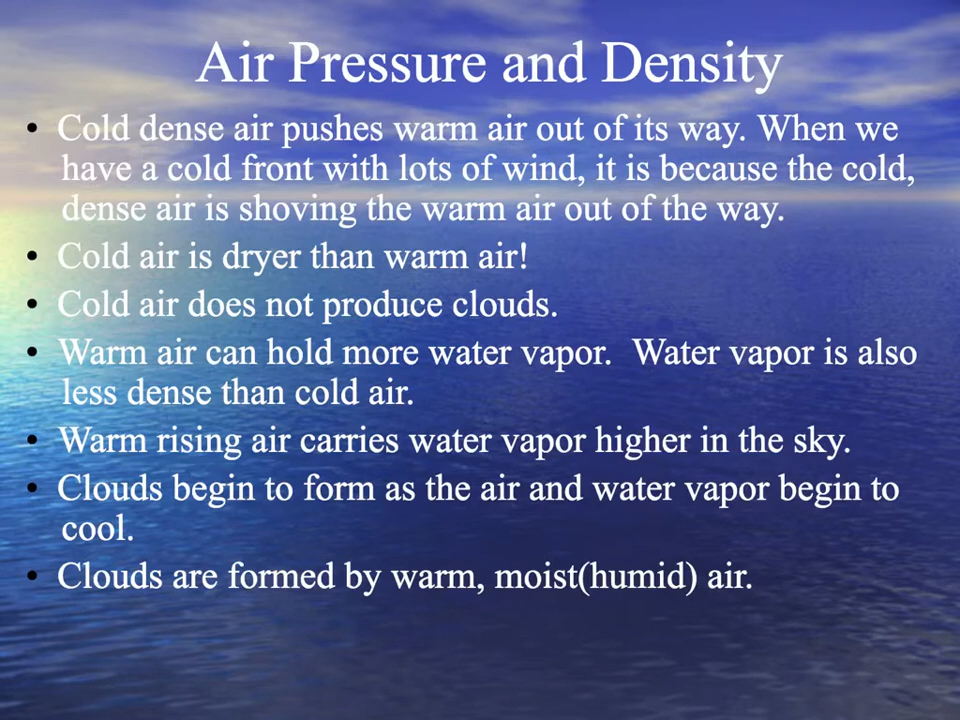 Air Pressure and Density
• Cold dense air pushes warm air out of its way. When we
have a cold front with lots of wind, it is because the cold,
dense air is shoving the warm air out of the way.
• Cold air is dryer than warm air!
• Cold air does not produce clouds.
• Warm air can hold more water vapor.  Water vapor is also
less dense than cold air.
• Warm rising air carries water vapor higher in the sky.
• Clouds begin to form as the air and water vapor begin to
cool.
• Clouds are formed by warm, moist(humid) air.